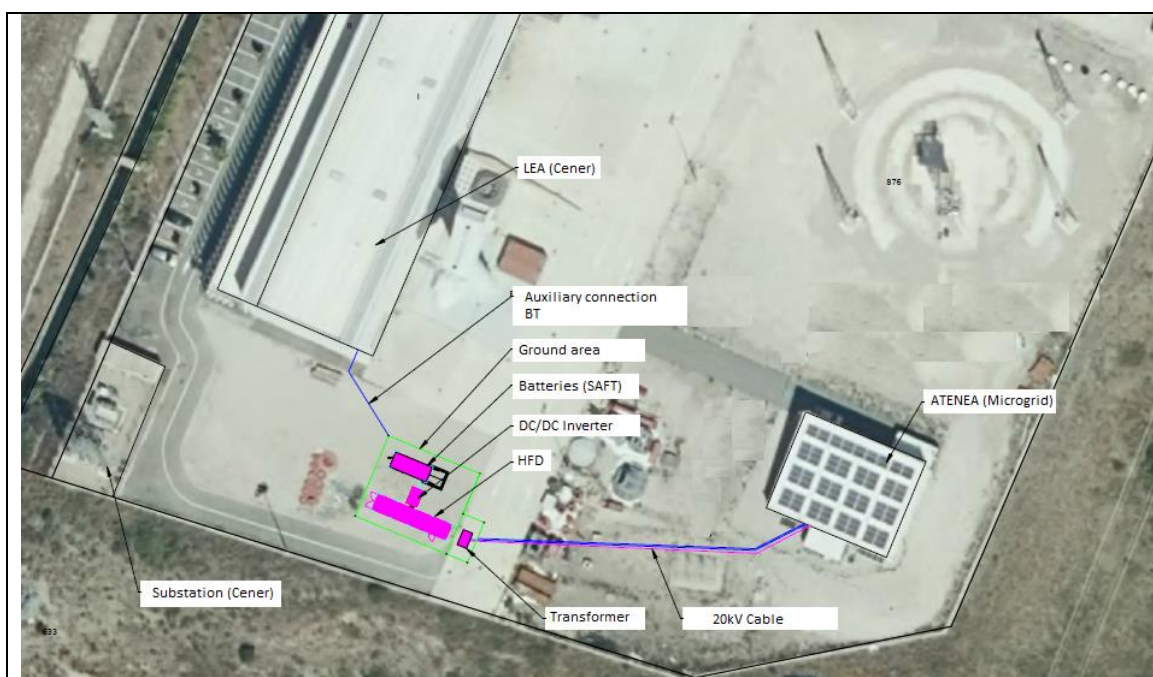 II
I
LEA (Cener)
876
Auxiliary connection
BT
Ground area
Batteries (SAFT)
ATENEA (Microgrid)
DC/DC Inverter
HFD
Substation (Cener)
Transformer
20kV Cable